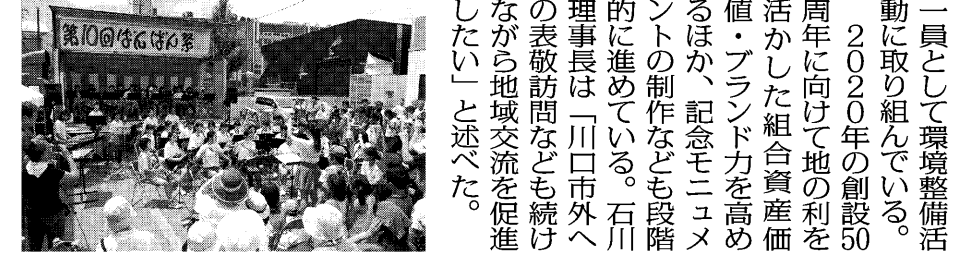 一員として環境整備活
動に取り組んでいる。
２０２０年の創設50
周年に向けて地の利を
活かした組合資産価
値・ブランド力を高め
るほか、記念モニュメ
ントの制作なども段階
的に進めている。石川
理事長は「川口市外へ
の表敬訪問なども続け
ながら地域交流を促進
したい」と述べた。
第10回ばんばん祭